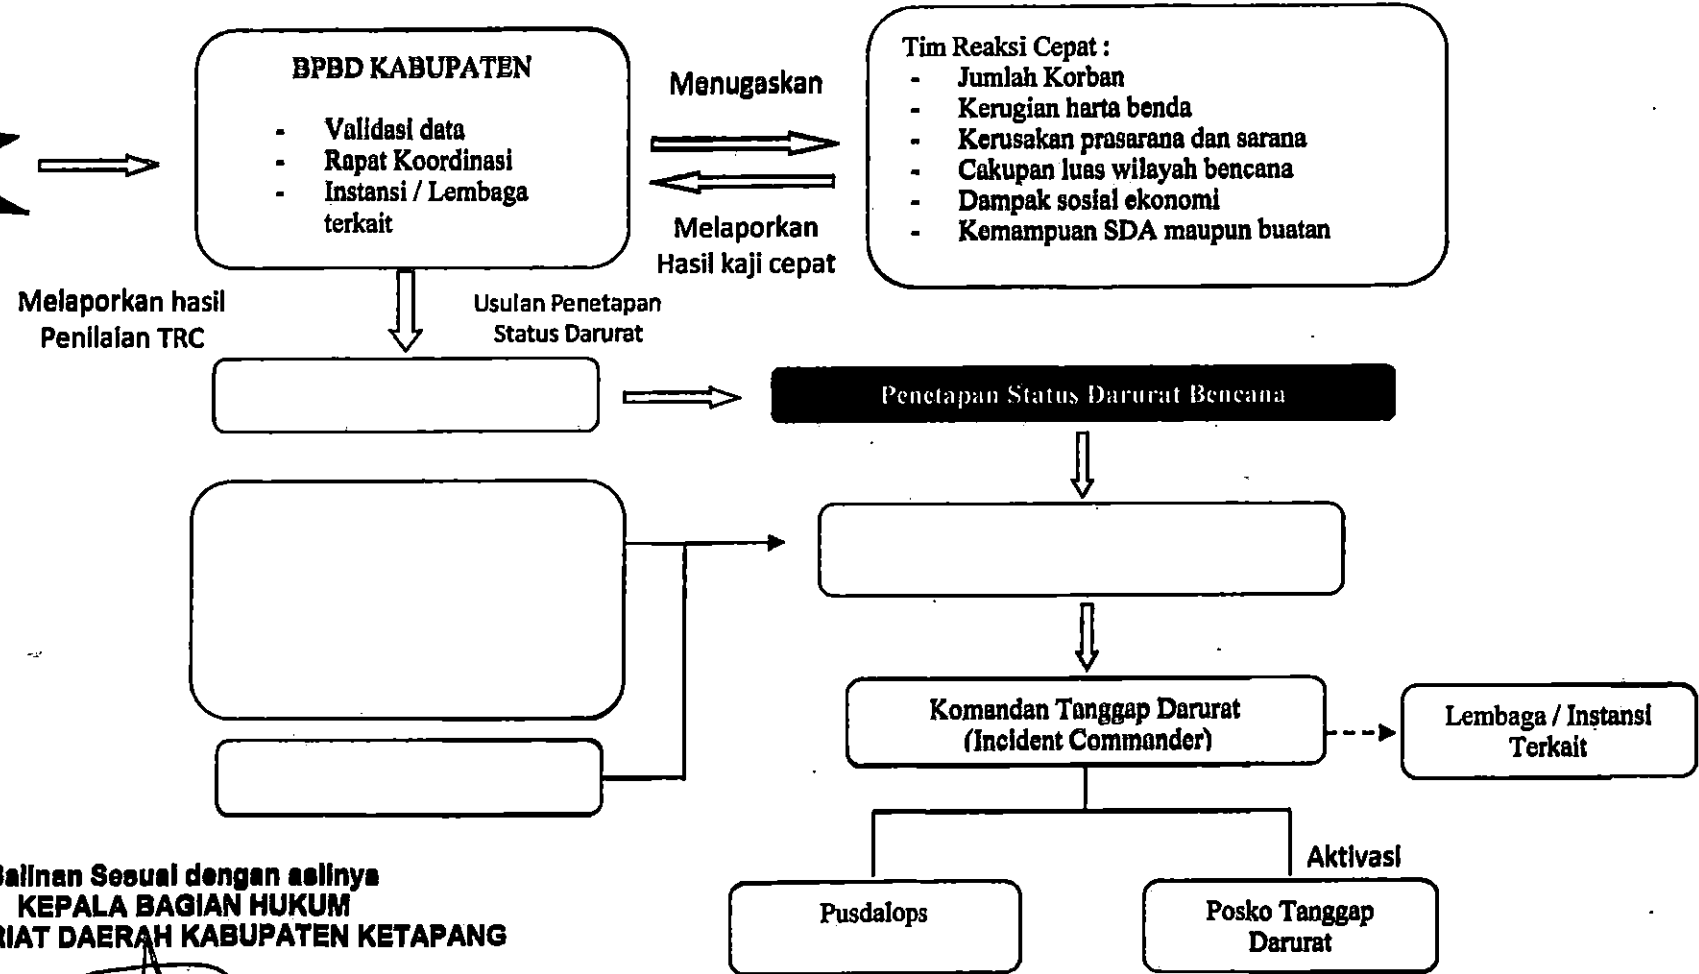 BPBD KABUPATEN
- Validasi data
- Rapat Koordinasi
- Instansi / Lembaga
terkait
Menugaskan
Melaporkan
Hasil kaji cepat
Tim Reaksi Cepat :
- Jumlah Korban
- Kerugian harta benda
- Kerusakan prasarana dan sarana
- Cakupan luas wilayah bencana
- Dampak sosial ekonomi
- Kemampuan SDA maupun buatan
Melaporkan hasil
Penilaian TRC
Usulan Penetapan
Status Darurat
Penetapan Status Darurat Bencana
Komandan Tanggap Darurat
(Incident Commander)
Lembaga / Instansi
Terkait
Aktivasi
Pusdalops
Posko Tanggap
Darurat
alinan Sesuai dengan aslinya
KEPALA BAGIAN HUKUM
RIAT DAERAH KABUPATEN KETAPANG